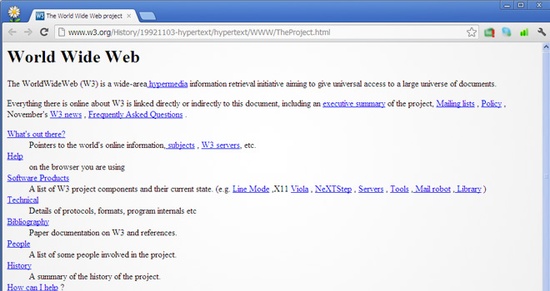 The World Wide Web project
www.w3.org/History/19921103-hypertext/hypertext/WWW/TheProject.html
World Wide Web
The WorldWideWeb (W3) is a wide-area hypermedia information retrieval initiative aiming to give universal access to a large universe of documents.
Everything there is online about W3 is linked directly or indirectly to this document, including an executive summary of the project, Mailing lists , Policy ,
November's W3 news , Frequently Asked Questions .
What's out there?
Pointers to the world's online information, subjects , W3 servers, etc.
Help
on the browser you are using
Software Products
A list of W3 project components and their current state. (e.g. Line Mode ,X11 Viola , NeXTStep , Servers , Tools , Mail robot , Library )
Technical
Details of protocols, formats, program internals etc
Bibliography
Paper documentation on W3 and references.
People
A list of some people involved in the project.
History
A summary of the history of the project.
How can I help ?